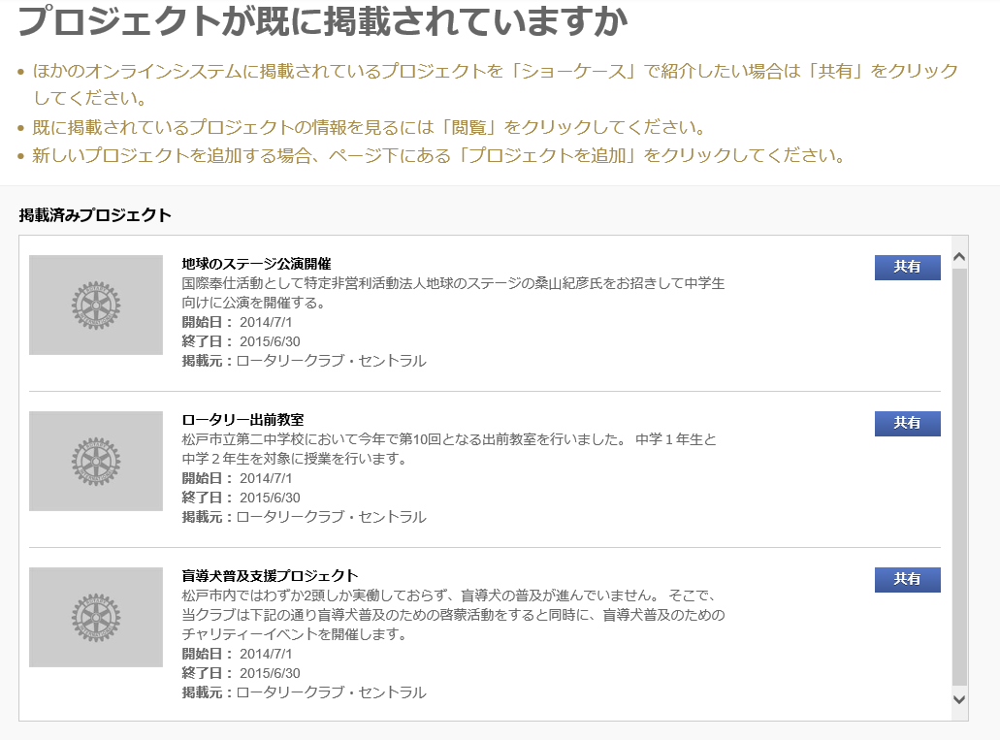 プロジェクトが既に掲載されていますか
ほかのオンラインシステムに掲載されているプロジェクトを「ショーケース」で紹介したい場合は「共有」をクリック
してください。
既に掲載されているプロジェクトの情報を見るには「閲覧」をクリックしてください。
新しいプロジェクトを追加する場合、ページ下にある「プロジェクトを追加」をクリックしてください。
掲載済みプロジェクト
地球のステージ公演開催
共有
国際奉仕活動として特定非営利活動法人地球のステージの桑山紀彦氏をお招きして中学生
向けに公演を開催する。
開始日： 2014/7/1
終了日： 2015/6/30
掲載元：ロータリークラブ・セントラル
ロータリー出前教室
共有
松戸市立第二中学校において今年で第10回となる出前教室を行いました。 中学１年生と
中学２年生を対象に授業を行います。
開始日： 2014/7/1
終了日： 2015/6/30
掲載元：ロータリークラブ・セントラル
盲導犬普及支援プロジェクト
共有
松戸市内ではわずか2頭しか実働しておらず、盲導犬の普及が進んでいません。 そこで、
当クラブは下記の通り盲導犬普及のための啓蒙活動をすると同時に、盲導犬普及のための
チャリティーイベントを開催します。
開始日： 2014/7/1
終了日： 2015/6/30
掲載元：ロータリークラブ・セントラル